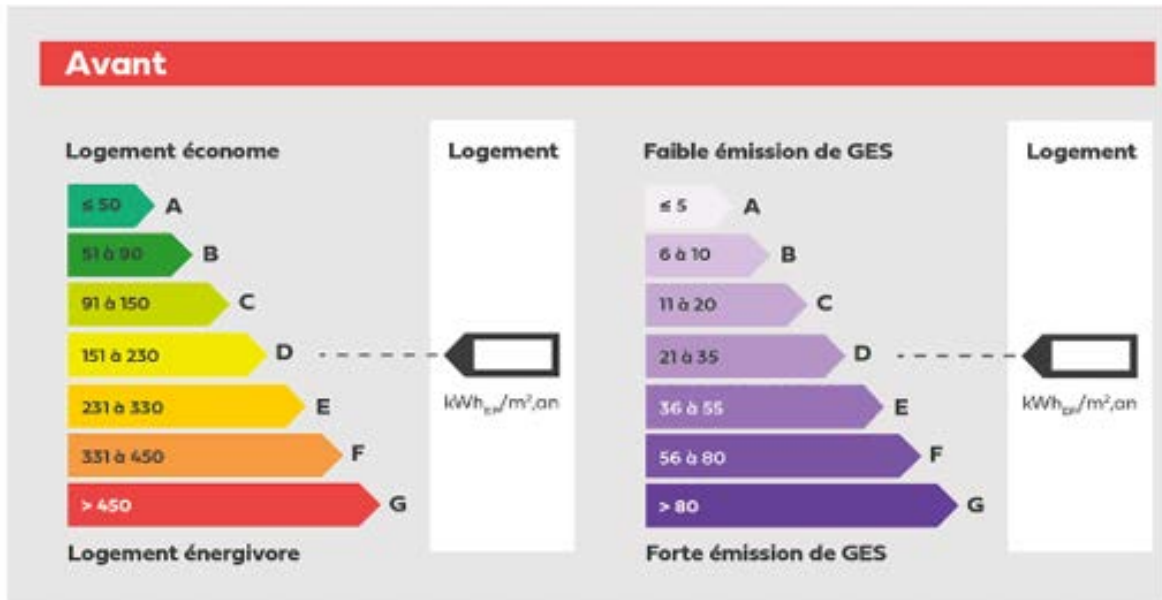 Avant
Logement économe
Logement
≤ 50 A
51 à 90 B
91 à 150 C
151 à 230 D
231 à 330 E
331 à 450 F
> 450 G
kWhEP/m²,an
Logement énergivore
Faible émission de GES
Logement
≤ 5 A
6 à 10 B
11 à 20 C
21 à 35 D
36 à 55 E
56 à 80 F
> 80 G
kWhEP/m²,an
Forte émission de GES